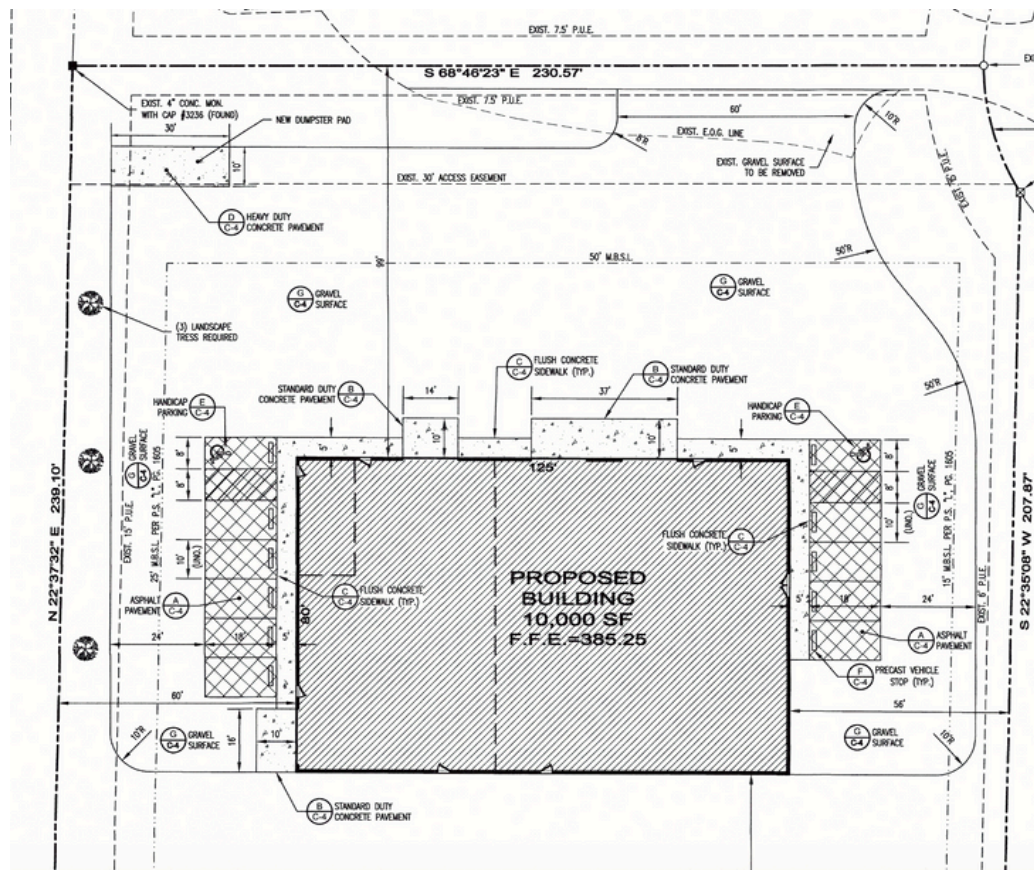 EXIST. 7.5' P.U.E.
S 68°46'23" E 230.57'
EXIST. 4" CONC. MON.
WITH CAP #3236 (FOUND)
EXIST. 7.5' P.U.E.
30'
NEW DUMPSTER PAD
60'
10'R
8'R
EXIST. E.O.G. LINE
10'
EXIST. GRAVEL SURFACE
TO BE REMOVED
EXIST. 30' ACCESS EASEMENT
D
C-4
HEAVY DUTY
CONCRETE PAVEMENT
99'
50' M.B.S.L.
50'R
G
C-4
GRAVEL
SURFACE
G
C-4
GRAVEL
SURFACE
(3) LANDSCAPE
TRESS REQUIRED
C
C-4
FLUSH CONCRETE
SIDEWALK (TYP.)
STANDARD DUTY
CONCRETE PAVEMENT
B
C-4
14'
37'
B
C-4
STANDARD DUTY
CONCRETE PAVEMENT
50'R
HANDICAP
PARKING
E
C-4
HANDICAP
PARKING
E
C-4
5'
10'
10'
5'
8'
8'
8'
8'
G
C-4
GRAVEL
SURFACE
G
C-4
GRAVEL
SURFACE
125'
N 22°37'32" E 239.10'
EXIST. 15' P.U.E.
25' M.B.S.L. PER P.S. "L", PG. 1605
10'
(UNO.)
10'
(UNO.)
FLUSH CONCRETE
SIDEWALK (TYP.)
C
C-4
15' M.B.S.L. PER P.S. "L", PG. 1605
S 22°35'08" W 207.87'
PROPOSED
BUILDING
10,000 SF
F.F.E.=385.25
ASPHALT
PAVEMENT
A
C-4
C
C-4
FLUSH CONCRETE
SIDEWALK (TYP.)
80'
24'
18'
5'
5'
18'
24'
EXIST. 6' P.U.E.
A
C-4
ASPHALT
PAVEMENT
F
C-4
PRECAST VEHICLE
STOP (TYP.)
60'
56'
10'R
G
C-4
GRAVEL
SURFACE
16'
10'
G
C-4
GRAVEL
SURFACE
10'R
B
C-4
STANDARD DUTY
CONCRETE PAVEMENT